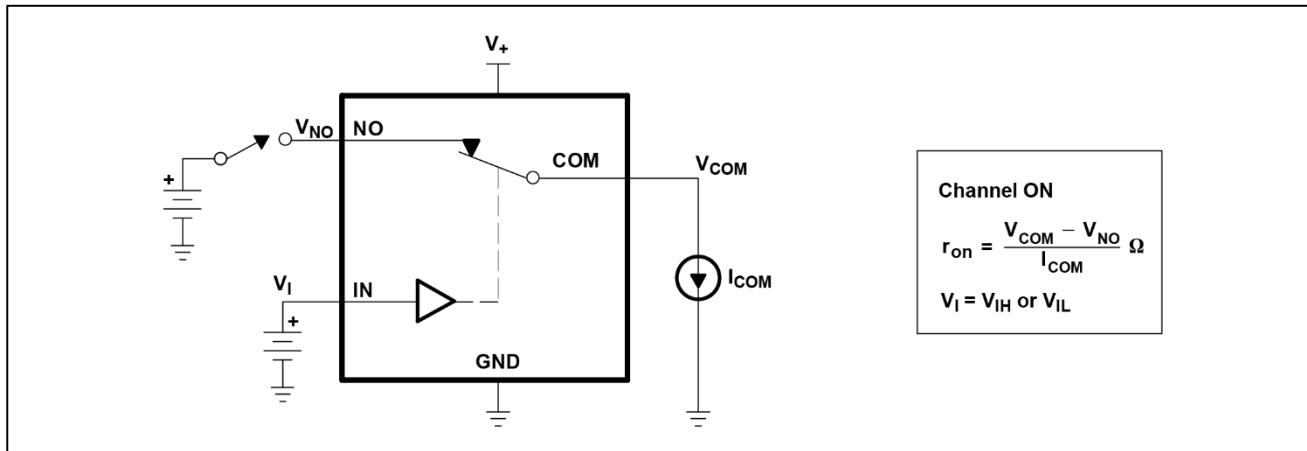 V+
VNO NO
COM
VCOM
+
VI IN
+
ICOM
GND
Channel ON
ron = VCOM − VNO / ICOM Ω
VI = VIH or VIL